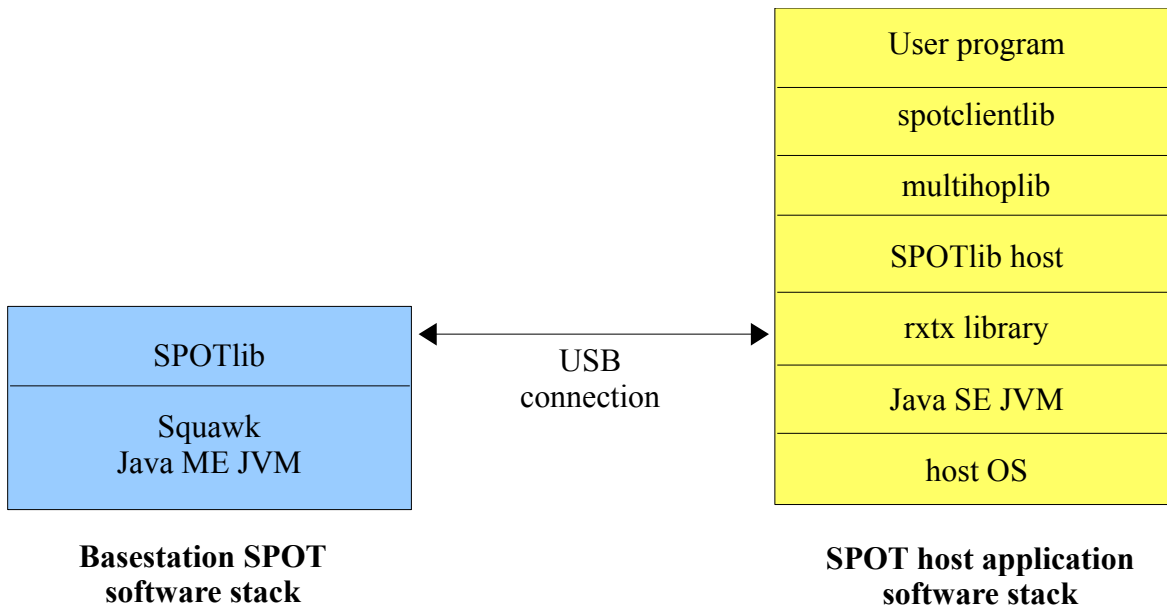 SPOTlib
Squawk
Java ME JVM
Basestation SPOT
software stack
USB
connection
User program
spotclientlib
multihoplib
SPOTlib host
rxtx library
Java SE JVM
host OS
SPOT host application
software stack